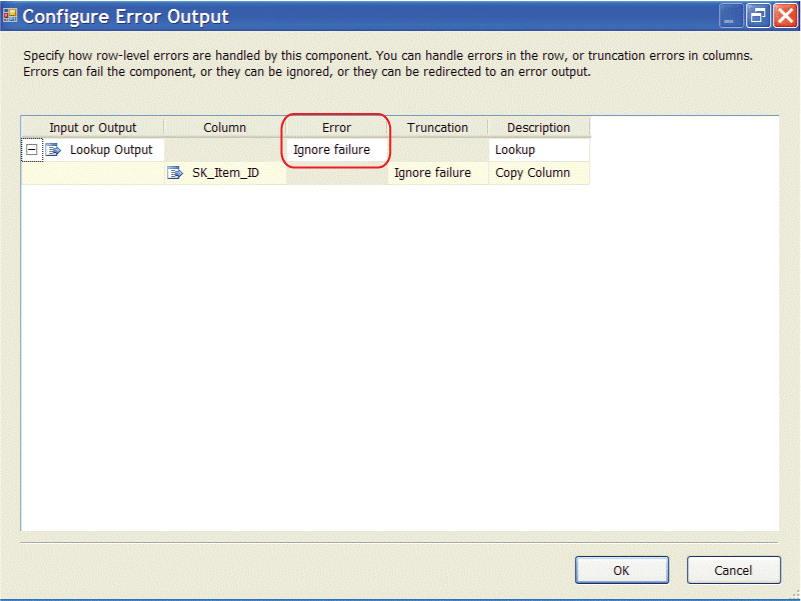 Configure Error Output
Specify how row-level errors are handled by this component. You can handle errors in the row, or truncation errors in columns.
Errors can fail the component, or they can be ignored, or they can be redirected to an error output.
Input or Output Column Error Truncation Description
Lookup Output Ignore failure Lookup
SK_Item_ID Ignore failure Copy Column
OK Cancel